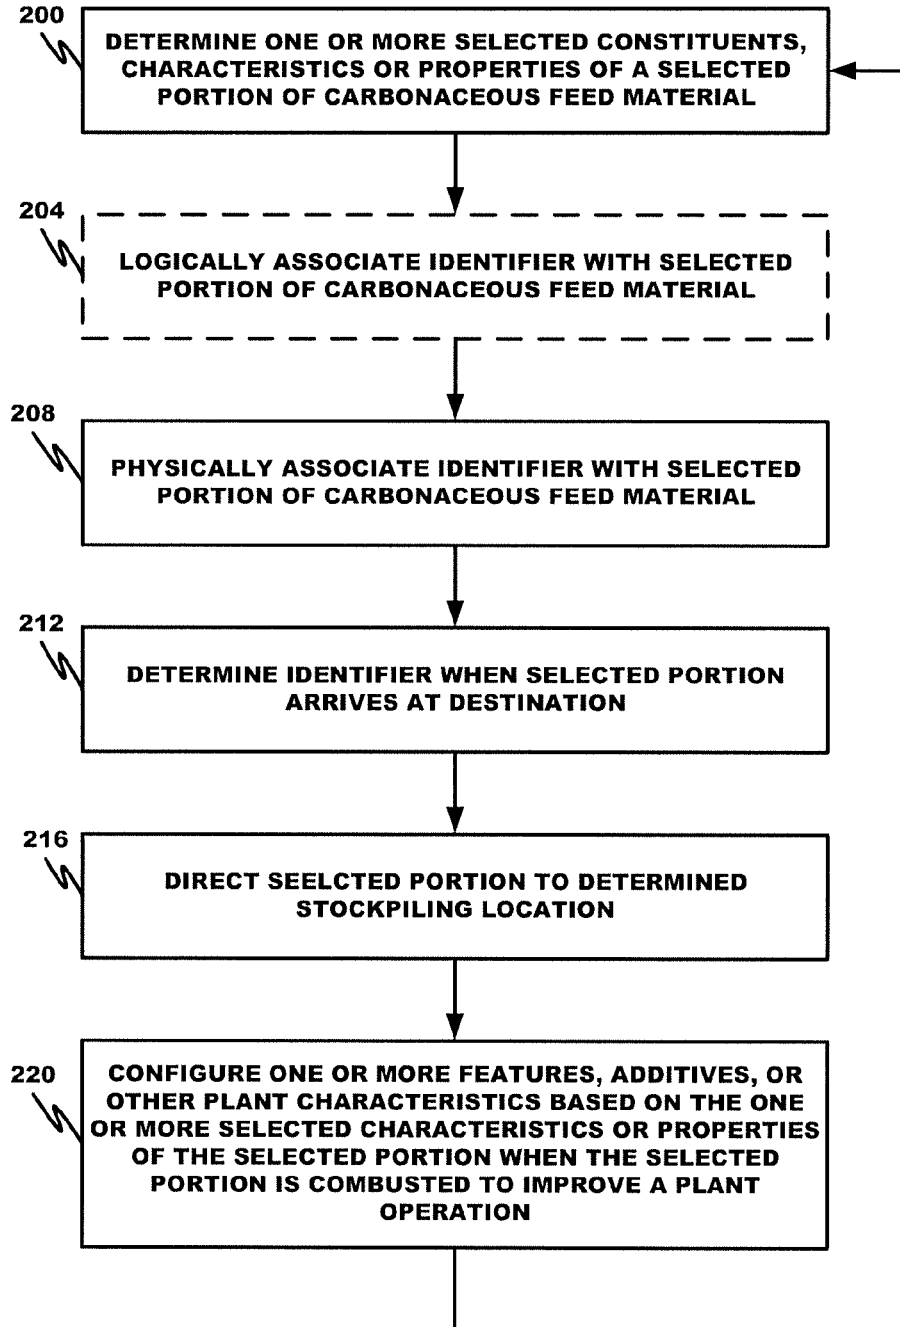 200
DETERMINE ONE OR MORE SELECTED CONSTITUENTS,
CHARACTERISTICS OR PROPERTIES OF A SELECTED
PORTION OF CARBONACEOUS FEED MATERIAL
204
LOGICALLY ASSOCIATE IDENTIFIER WITH SELECTED
PORTION OF CARBONACEOUS FEED MATERIAL
208
PHYSICALLY ASSOCIATE IDENTIFIER WITH SELECTED
PORTION OF CARBONACEOUS FEED MATERIAL
212
DETERMINE IDENTIFIER WHEN SELECTED PORTION
ARRIVES AT DESTINATION
216
DIRECT SEELCTED PORTION TO DETERMINED
STOCKPILING LOCATION
220
CONFIGURE ONE OR MORE FEATURES, ADDITIVES, OR
OTHER PLANT CHARACTERISTICS BASED ON THE ONE
OR MORE SELECTED CHARACTERISTICS OR PROPERTIES
OF THE SELECTED PORTION WHEN THE SELECTED
PORTION IS COMBUSTED TO IMPROVE A PLANT
OPERATION